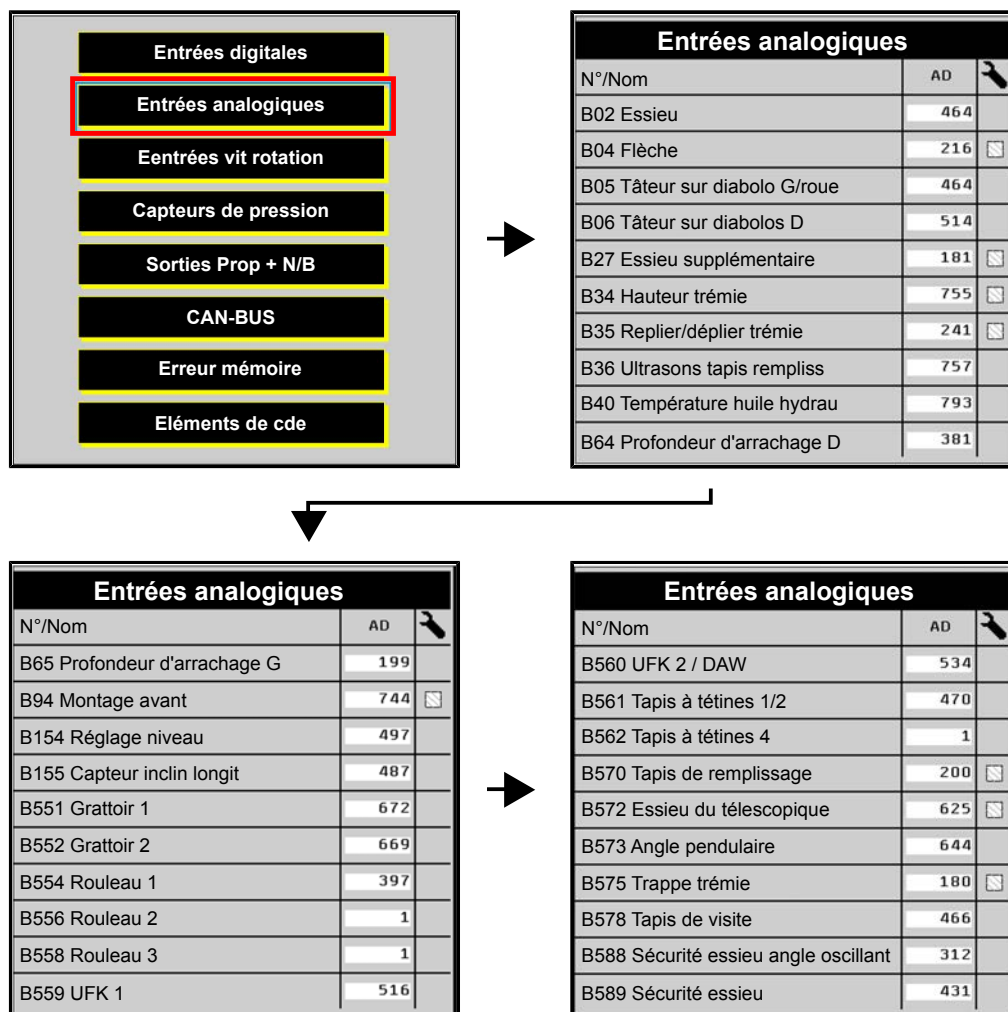 Entrées digitales
Entrées analogiques
Eentrées vit rotation
Capteurs de pression
Sorties Prop + N/B
CAN-BUS
Erreur mémoire
Eléments de cde
Entrées analogiques
N°/Nom AD
B02 Essieu 464
B04 Flèche 216
B05 Tâteur sur diabolo G/roue 464
B06 Tâteur sur diabolos D 514
B27 Essieu supplémentaire 181
B34 Hauteur trémie 755
B35 Replier/déplier trémie 241
B36 Ultrasons tapis rempliss 757
B40 Température huile hydrau 793
B64 Profondeur d'arrachage D 381
Entrées analogiques
N°/Nom AD
B65 Profondeur d'arrachage G 199
B94 Montage avant 744
B154 Réglage niveau 497
B155 Capteur inclin longit 487
B551 Grattoir 1 672
B552 Grattoir 2 669
B554 Rouleau 1 397
B556 Rouleau 2 1
B558 Rouleau 3 1
B559 UFK 1 516
Entrées analogiques
N°/Nom AD
B560 UFK 2 / DAW 534
B561 Tapis à tétines 1/2 470
B562 Tapis à tétines 4 1
B570 Tapis de remplissage 200
B572 Essieu du télescopique 625
B573 Angle pendulaire 644
B575 Trappe trémie 180
B578 Tapis de visite 466
B588 Sécurité essieu angle oscillant 312
B589 Sécurité essieu 431